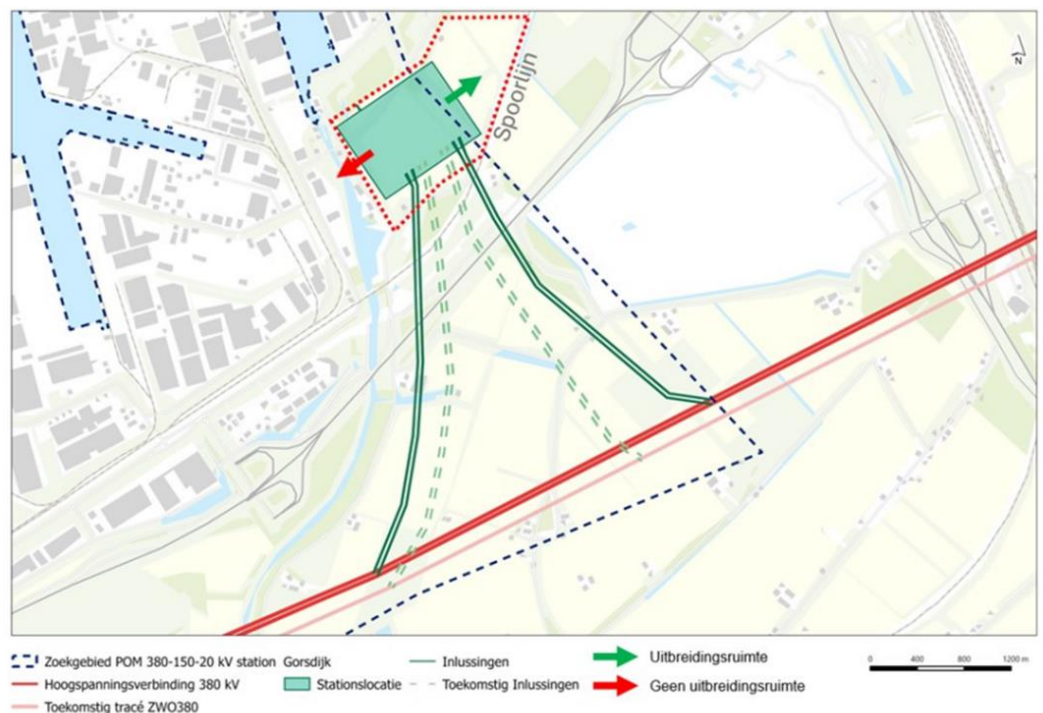 Spoorlijn
N
Zoekgebied POM 380-150-20 kV station Gorsdijk
Hoogspanningsverbinding 380 kV
Toekomstig tracé ZWO380
Stationslocatie
Inlussingen
Toekomstig Inlussingen
Uitbreidingsruimte
Geen uitbreidingsruimte
0 400 800 1200 m